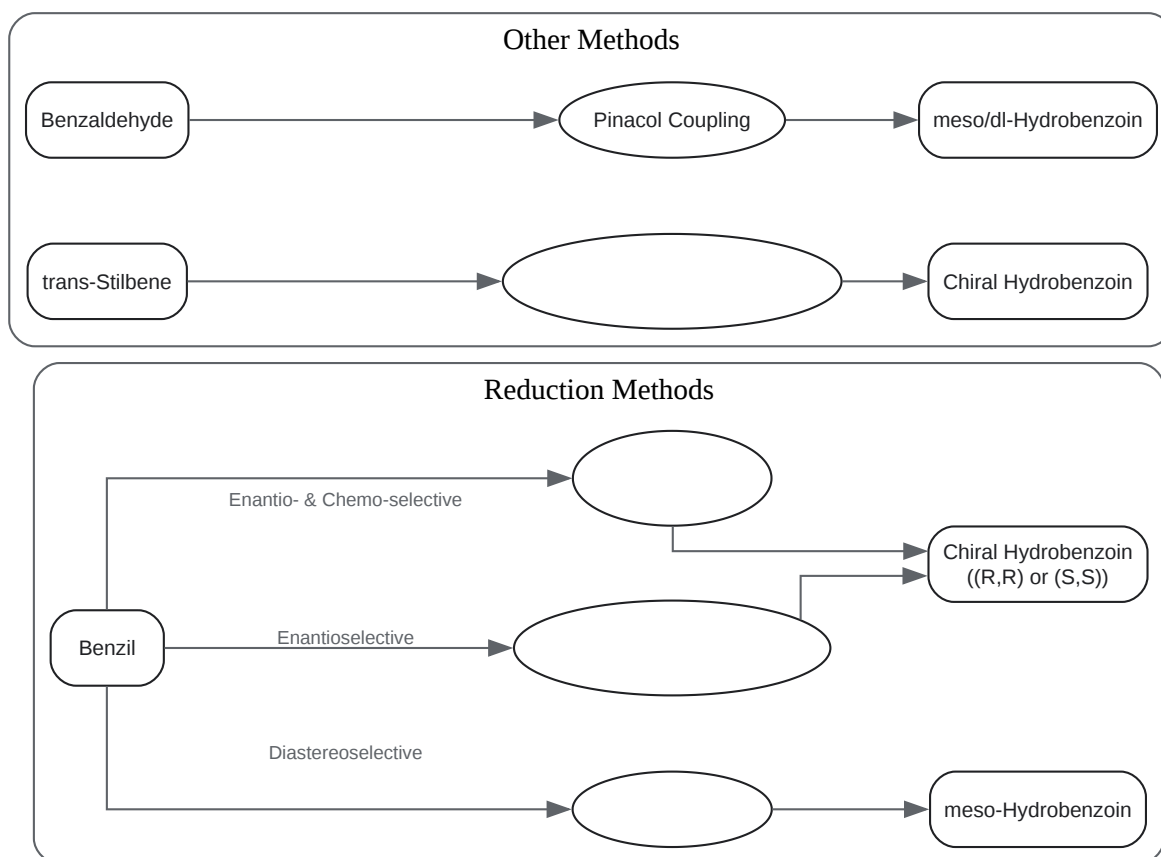 Other Methods
Benzaldehyde
Pinacol Coupling
meso/dl-Hydrobenzoin
trans-Stilbene
Chiral Hydrobenzoin
Reduction Methods
Enantio- & Chemo-selective
Chiral Hydrobenzoin
((R,R) or (S,S))
Benzil
Enantioselective
Diastereoselective
meso-Hydrobenzoin